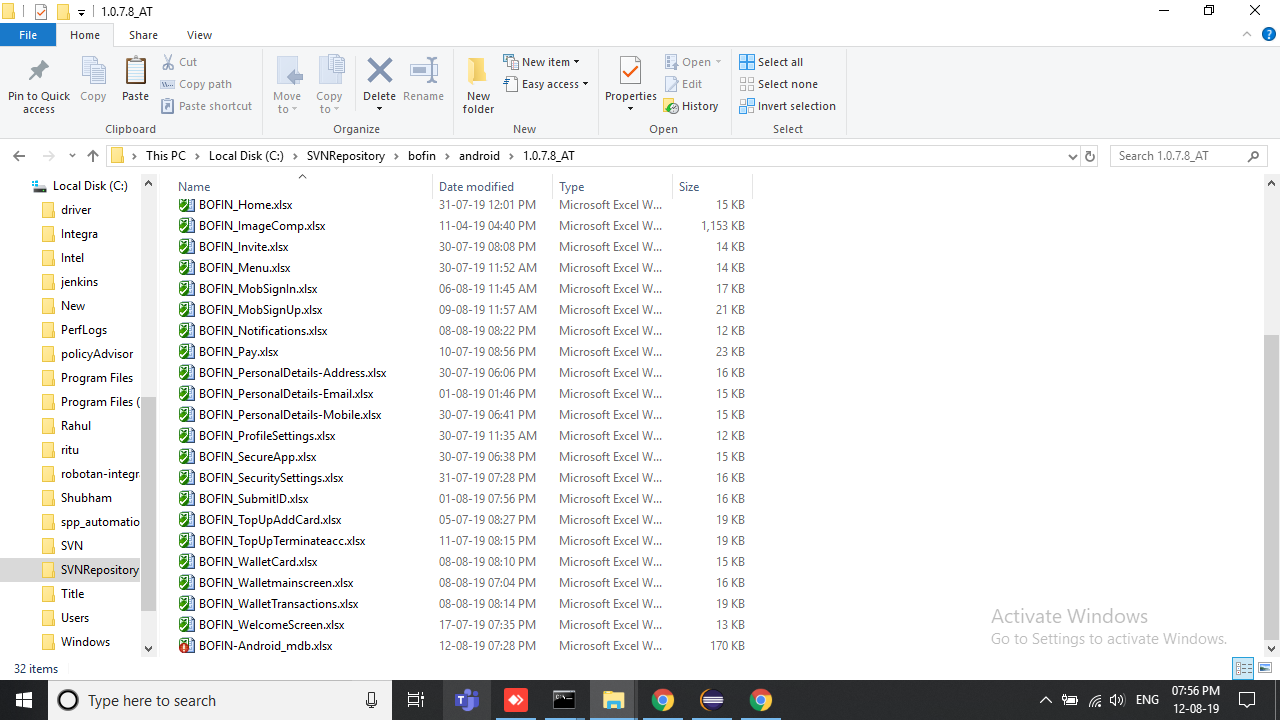 1.0.7.8_AT
File Home Share View
Pin to Quick access
Copy
Paste
Cut
Copy path
Paste shortcut
Clipboard
Move to
Copy to
Delete
Rename
Organize
New folder
New item
Easy access
New
Properties
Open
Edit
History
Open
Select all
Select none
Invert selection
Select
This PC Local Disk (C:) SVNRepository bofin android 1.0.7.8_AT
Search 1.0.7.8_AT
Local Disk (C:)
driver
Integra
Intel
jenkins
New
PerfLogs
policyAdvisor
Program Files
Program Files (
Rahul
ritu
robotan-integr
Shubham
spp_automatio
SVN
SVNRepository
Title
Users
Windows
Name Date modified Type Size
BOFIN_Home.xlsx 31-07-19 12:01 PM Microsoft Excel W... 15 KB
BOFIN_ImageComp.xlsx 11-04-19 04:40 PM Microsoft Excel W... 1,153 KB
BOFIN_Invite.xlsx 30-07-19 08:08 PM Microsoft Excel W... 14 KB
BOFIN_Menu.xlsx 30-07-19 11:52 AM Microsoft Excel W... 14 KB
BOFIN_MobSignIn.xlsx 06-08-19 11:45 AM Microsoft Excel W... 17 KB
BOFIN_MobSignUp.xlsx 09-08-19 11:57 AM Microsoft Excel W... 21 KB
BOFIN_Notifications.xlsx 08-08-19 08:22 PM Microsoft Excel W... 12 KB
BOFIN_Pay.xlsx 10-07-19 08:56 PM Microsoft Excel W... 23 KB
BOFIN_PersonalDetails-Address.xlsx 30-07-19 06:06 PM Microsoft Excel W... 16 KB
BOFIN_PersonalDetails-Email.xlsx 01-08-19 01:46 PM Microsoft Excel W... 15 KB
BOFIN_PersonalDetails-Mobile.xlsx 30-07-19 06:41 PM Microsoft Excel W... 15 KB
BOFIN_ProfileSettings.xlsx 30-07-19 11:35 AM Microsoft Excel W... 12 KB
BOFIN_SecureApp.xlsx 30-07-19 06:38 PM Microsoft Excel W... 15 KB
BOFIN_SecuritySettings.xlsx 31-07-19 07:28 PM Microsoft Excel W... 16 KB
BOFIN_SubmitID.xlsx 01-08-19 07:56 PM Microsoft Excel W... 16 KB
BOFIN_TopUpAddCard.xlsx 05-07-19 08:27 PM Microsoft Excel W... 19 KB
BOFIN_TopUpTerminateacc.xlsx 11-07-19 08:15 PM Microsoft Excel W... 19 KB
BOFIN_WalletCard.xlsx 08-08-19 08:10 PM Microsoft Excel W... 15 KB
BOFIN_Walletmainscreen.xlsx 08-08-19 07:04 PM Microsoft Excel W... 16 KB
BOFIN_WalletTransactions.xlsx 08-08-19 08:14 PM Microsoft Excel W... 19 KB
BOFIN_WelcomeScreen.xlsx 17-07-19 07:35 PM Microsoft Excel W... 13 KB
BOFIN-Android_mdb.xlsx 12-08-19 07:28 PM Microsoft Excel W... 170 KB
Activate Windows
Go to Settings to activate Windows.
32 items
Type here to search
ENG
07:56 PM
12-08-19